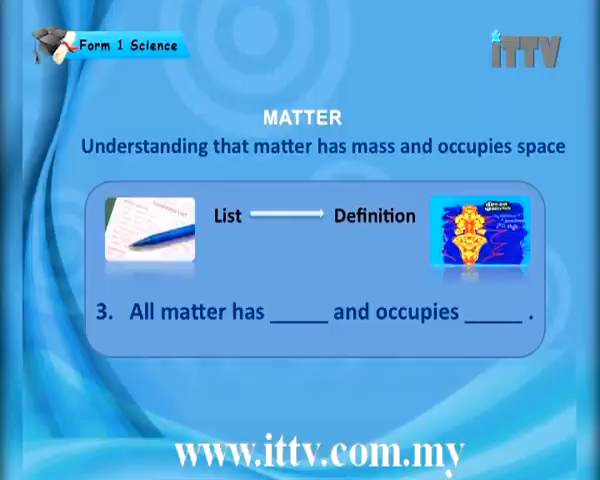 Form 1 Science
iTTV
MATTER
Understanding that matter has mass and occupies space
List Definition
3. All matter has _____ and occupies _____ .
www.ittv.com.my